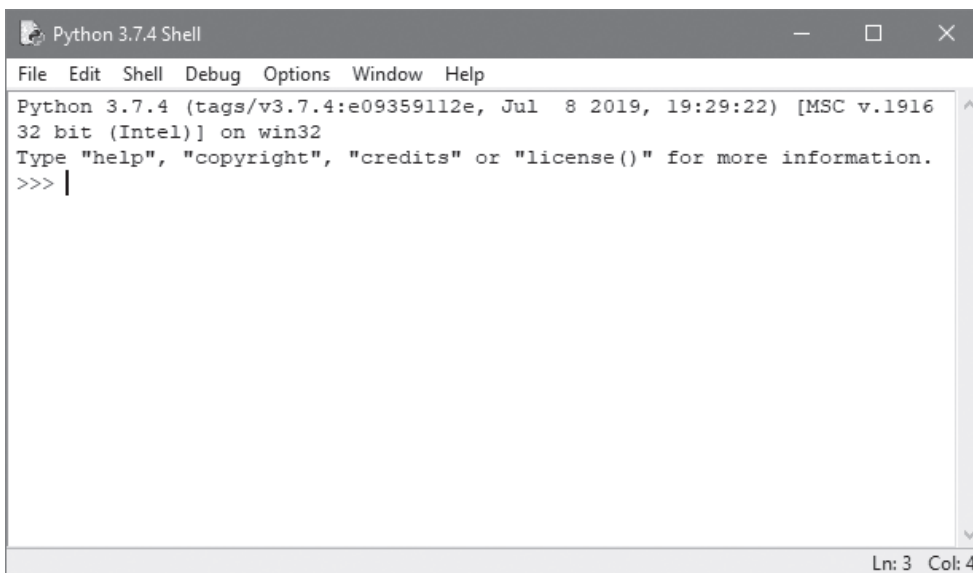 Python 3.7.4 Shell
File Edit Shell Debug Options Window Help
Python 3.7.4 (tags/v3.7.4:e09359112e, Jul  8 2019, 19:29:22) [MSC v.1916
32 bit (Intel)] on win32
Type "help", "copyright", "credits" or "license()" for more information.
>>>
Ln: 3 Col: 4